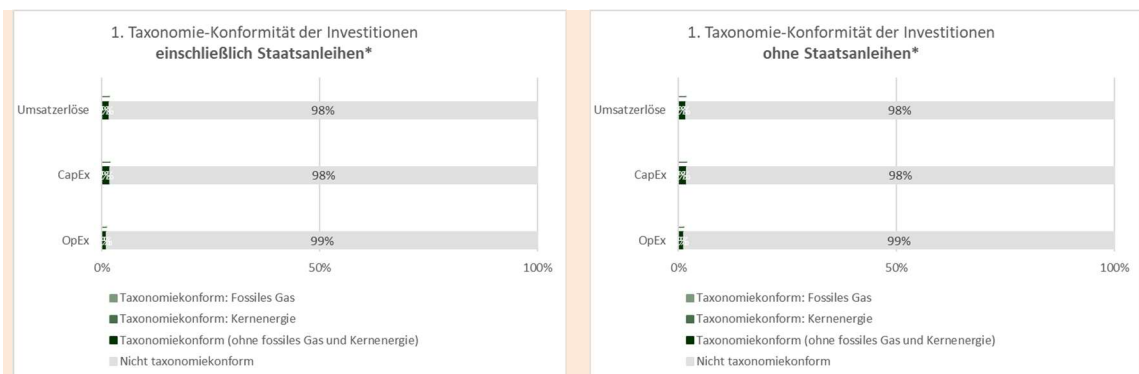 1. Taxonomie-Konformität der Investitionen
einschließlich Staatsanleihen*
Umsatzerlöse
98%
CapEx
98%
OpEx
99%
0%
50%
100%
Taxonomiekonform: Fossiles Gas
Taxonomiekonform: Kernenergie
Taxonomiekonform (ohne fossiles Gas und Kernenergie)
Nicht taxonomiekonform
1. Taxonomie-Konformität der Investitionen
ohne Staatsanleihen*
Umsatzerlöse
98%
CapEx
98%
OpEx
99%
0%
50%
100%
Taxonomiekonform: Fossiles Gas
Taxonomiekonform: Kernenergie
Taxonomiekonform (ohne fossiles Gas und Kernenergie)
Nicht taxonomiekonform